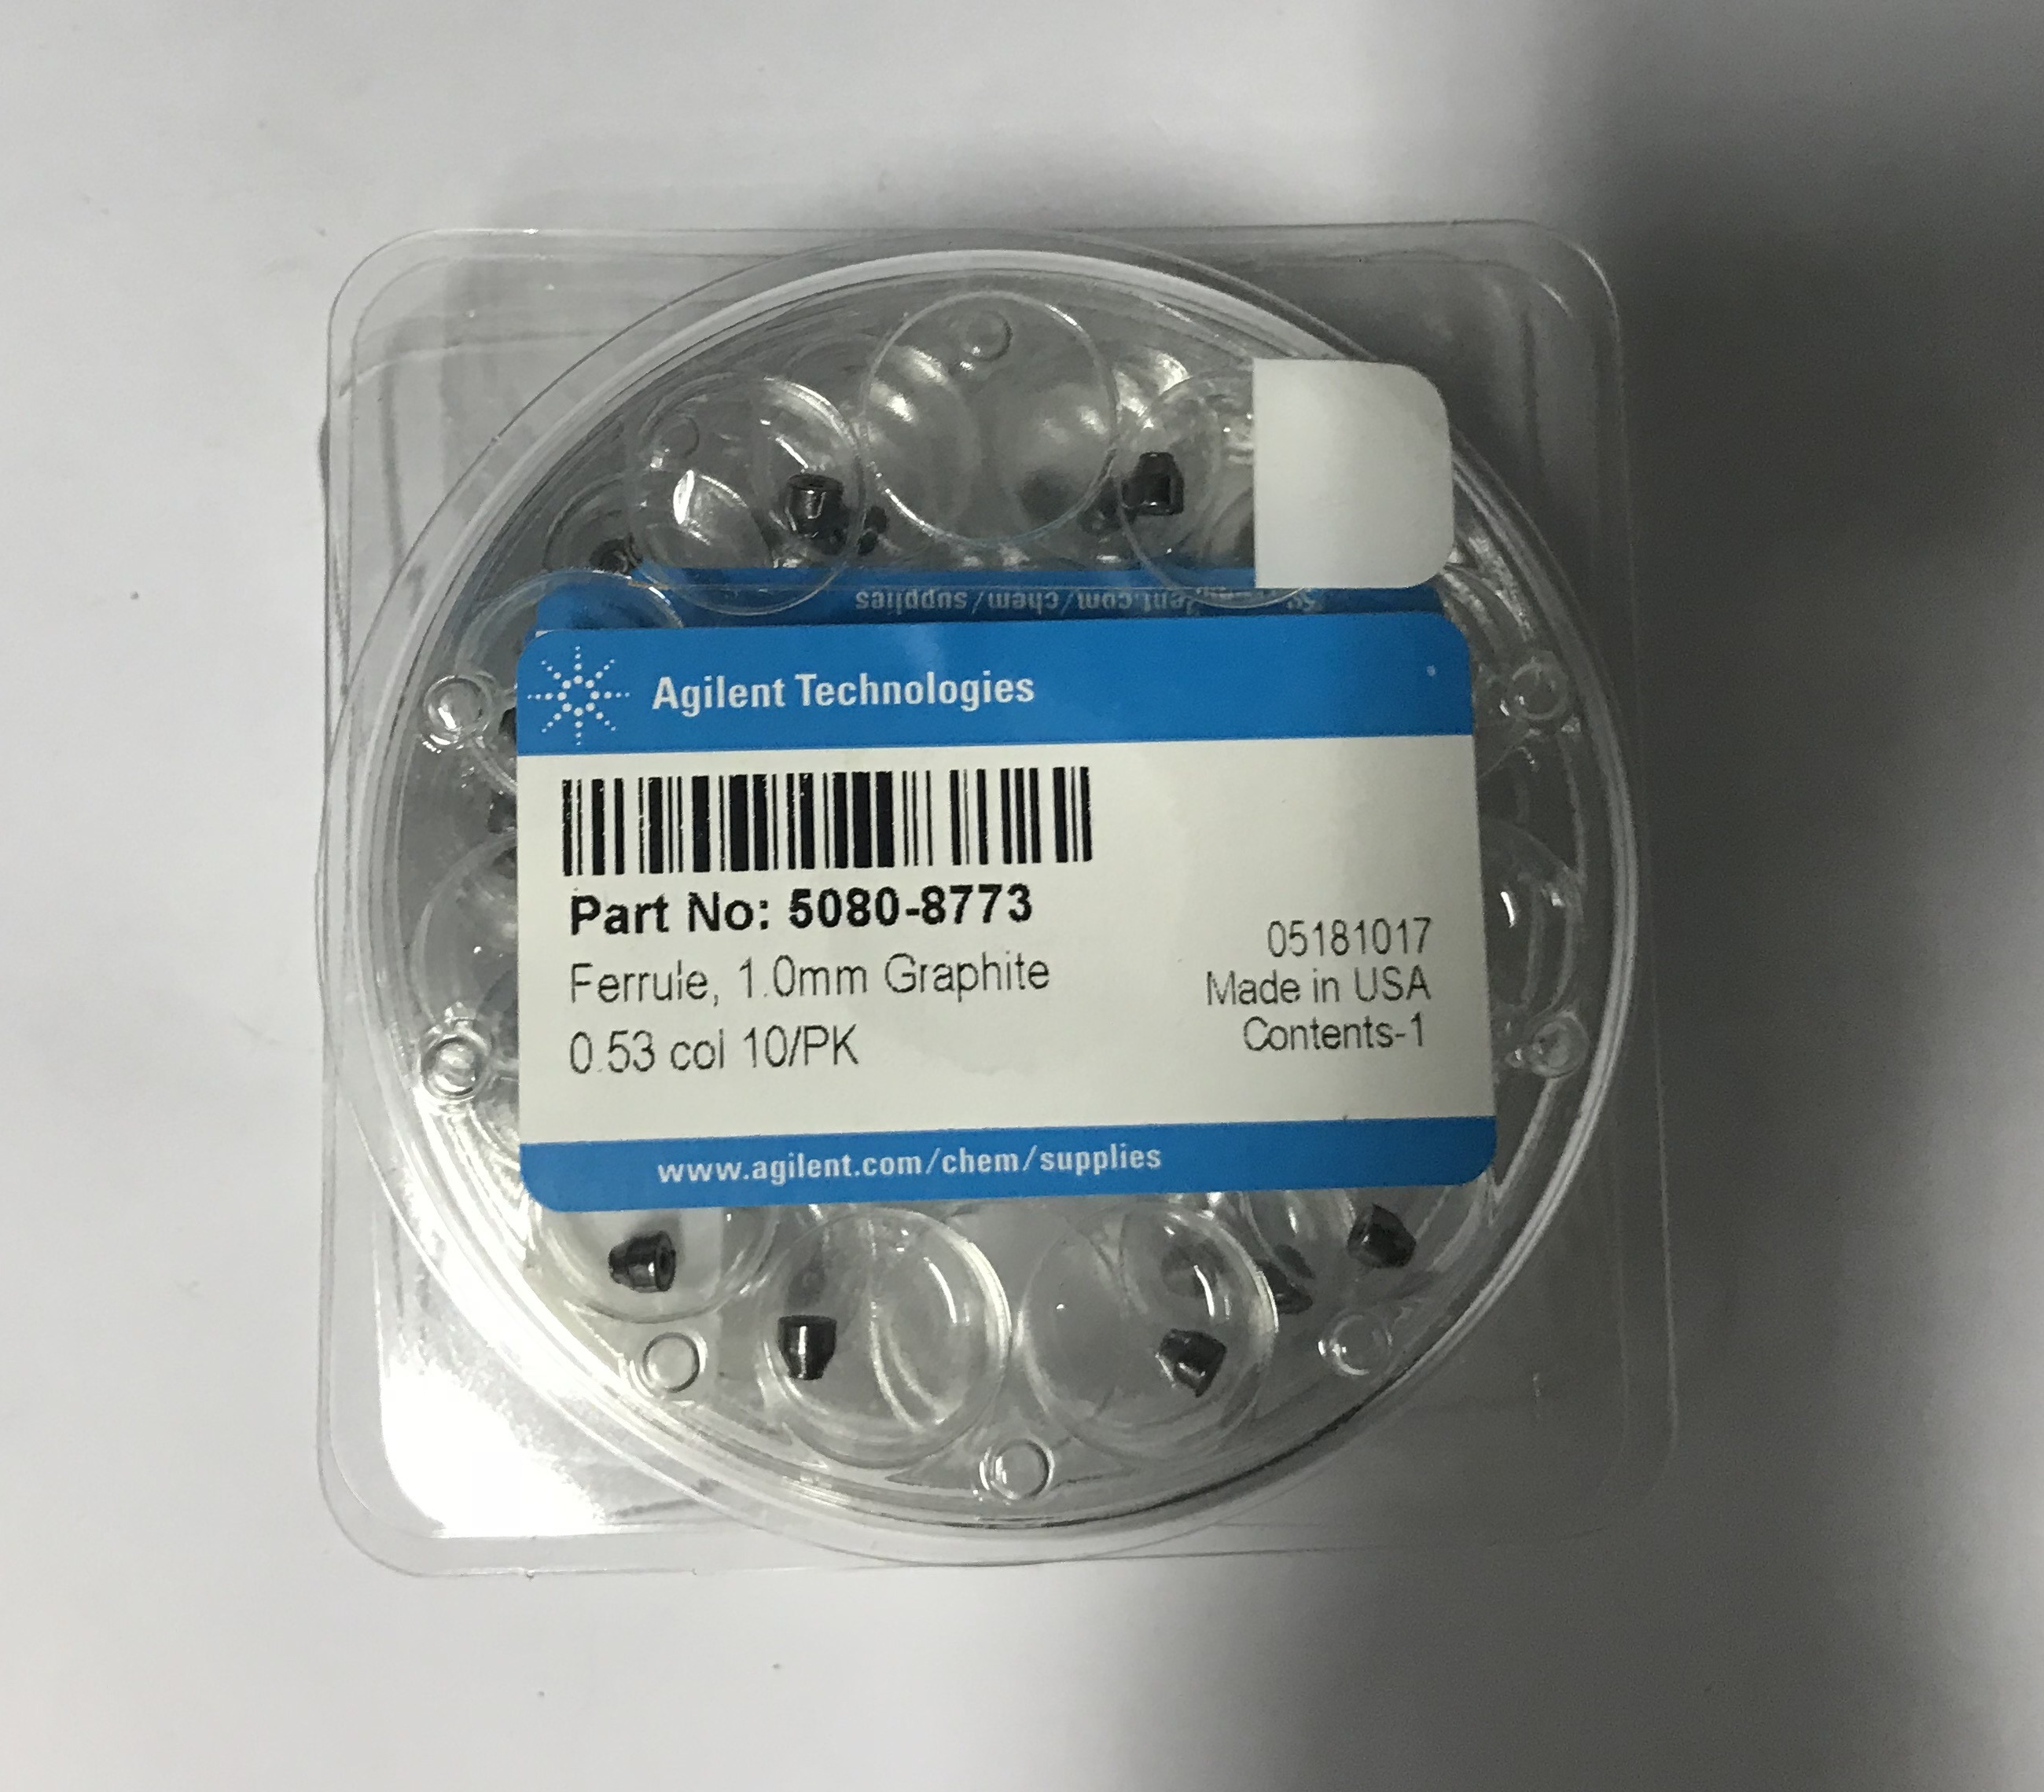 Agilent Technologies
Part No: 5080-8773
Ferrule, 1.0mm Graphite
0.53 col 10/PK
05181017
Made in USA
Contents-1
www.agilent.com/chem/supplies